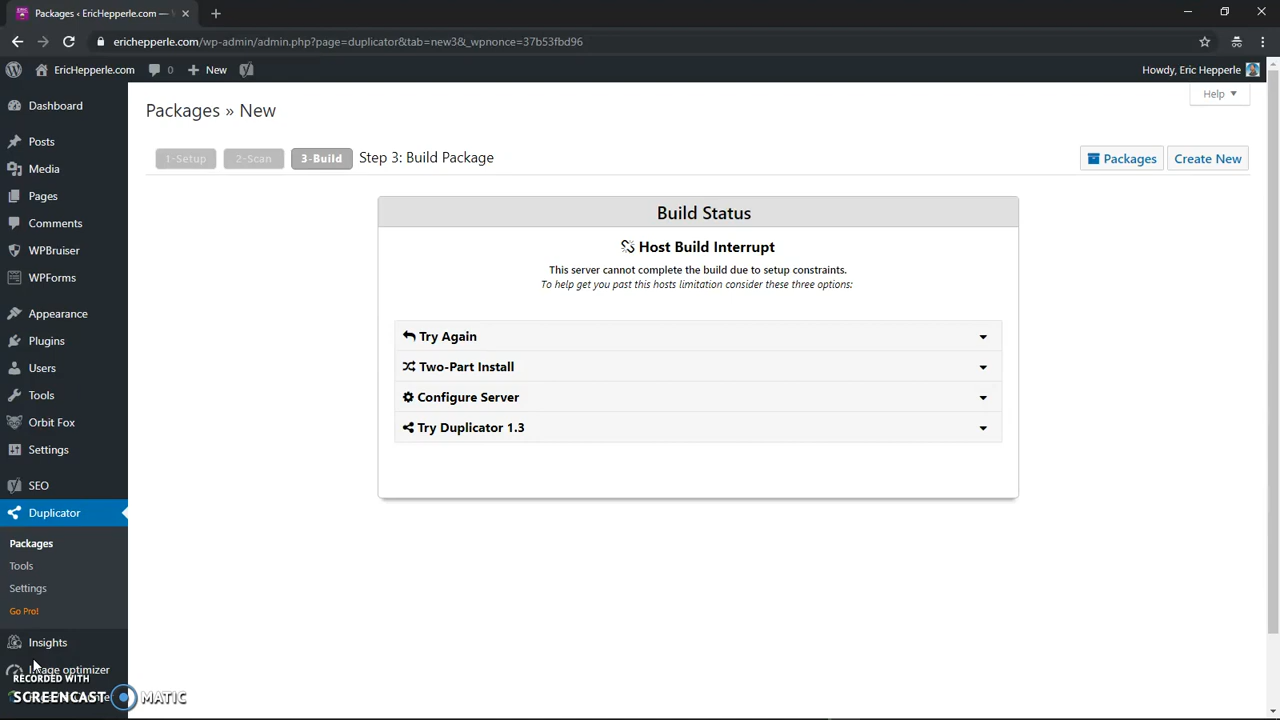 Packages ‹ EricHepperle.com —
erichepperle.com/wp-admin/admin.php?page=duplicator&tab=new3&_wpnonce=37b53fbd96
EricHepperle.com 0 New Howdy, Eric Hepperle
Help
Dashboard
Posts
Media
Pages
Comments
WPBruiser
WPForms
Appearance
Plugins
Users
Tools
Orbit Fox
Settings
SEO
Duplicator
Packages
Tools
Settings
Go Pro!
Insights
Image optimizer
Packages » New
1-Setup 2-Scan 3-Build Step 3: Build Package Packages Create New
Build Status
Host Build Interrupt
This server cannot complete the build due to setup constraints.
To help get you past this hosts limitation consider these three options:
Try Again
Two-Part Install
Configure Server
Try Duplicator 1.3
RECORDED WITH
SCREENCAST MATIC